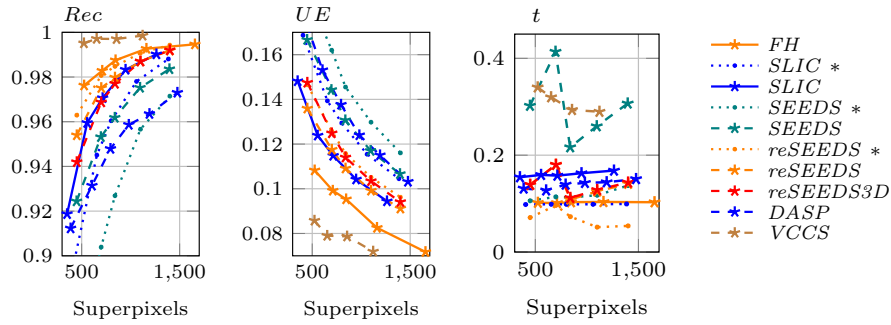 Rec
1
0.98
0.96
0.94
0.92
0.9
500
1,500
Superpixels
UE
0.16
0.14
0.12
0.1
0.08
500
1,500
Superpixels
t
0.4
0.2
0
500
1,500
Superpixels
FH
SLIC *
SLIC
SEEDS *
SEEDS
reSEEDS *
reSEEDS
reSEEDS3D
DASP
VCCS